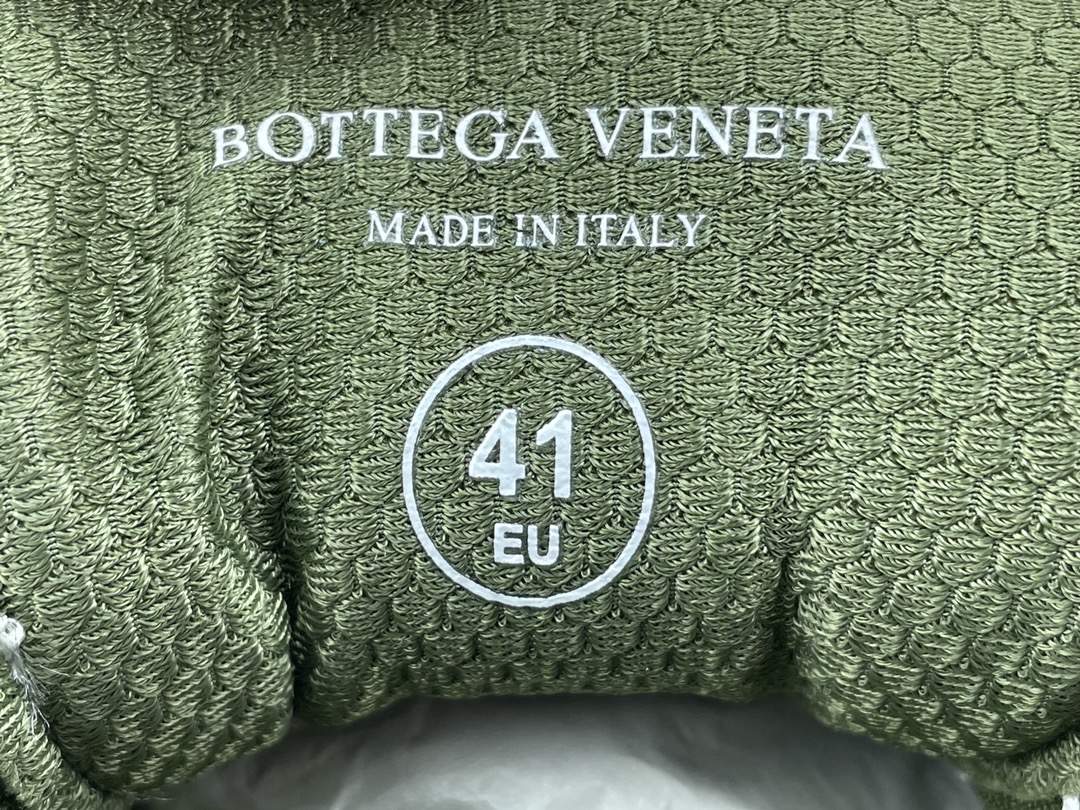 BOTTEGA VENETA
MADE IN ITALY
41
EU